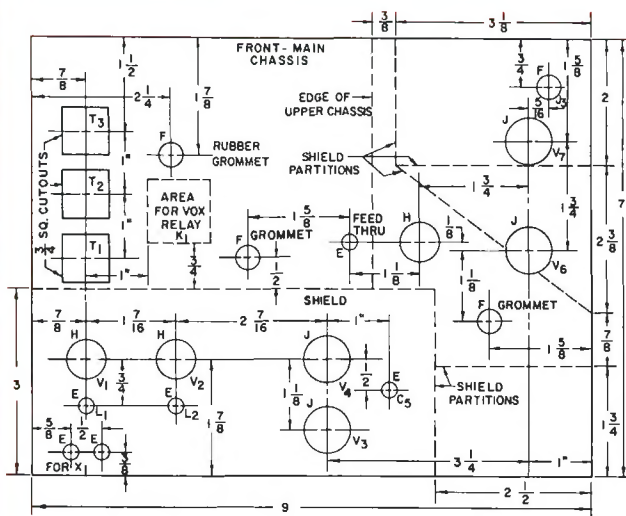 3/8
3 1/8
FRONT-MAIN
CHASSIS
7/8
1 1/2
2 1/4
1 7/8
EDGE OF
UPPER CHASSIS
3/4
F
J3
5/16
1 5/8
2
T3
F
RUBBER
GROMMET
J
V7
SHIELD
PARTITIONS
3/4 SQ. CUTOUTS
1"
T2
AREA
FOR VOX
RELAY
K1
1 3/4
1 3/4
7
1 5/8
FEED
THRU
H
1/8
J
T1
1"
F
GROMMET
E
V6
2 3/8
1"
3/4
1/2
1 1/8
1 1/8
F GROMMET
SHIELD
7/8
1 7/16
2 7/16
1"
1 5/8
7/8
3
H
H
J
V1
V2
V4
1/2
E
C5
SHIELD
PARTITIONS
3/4
E
L1
E
L2
1 7/8
1 1/8
J
V3
1 3/4
5/8
1/2
E
E
FOR X1
3/8
3 1/4
1"
2 1/2
9